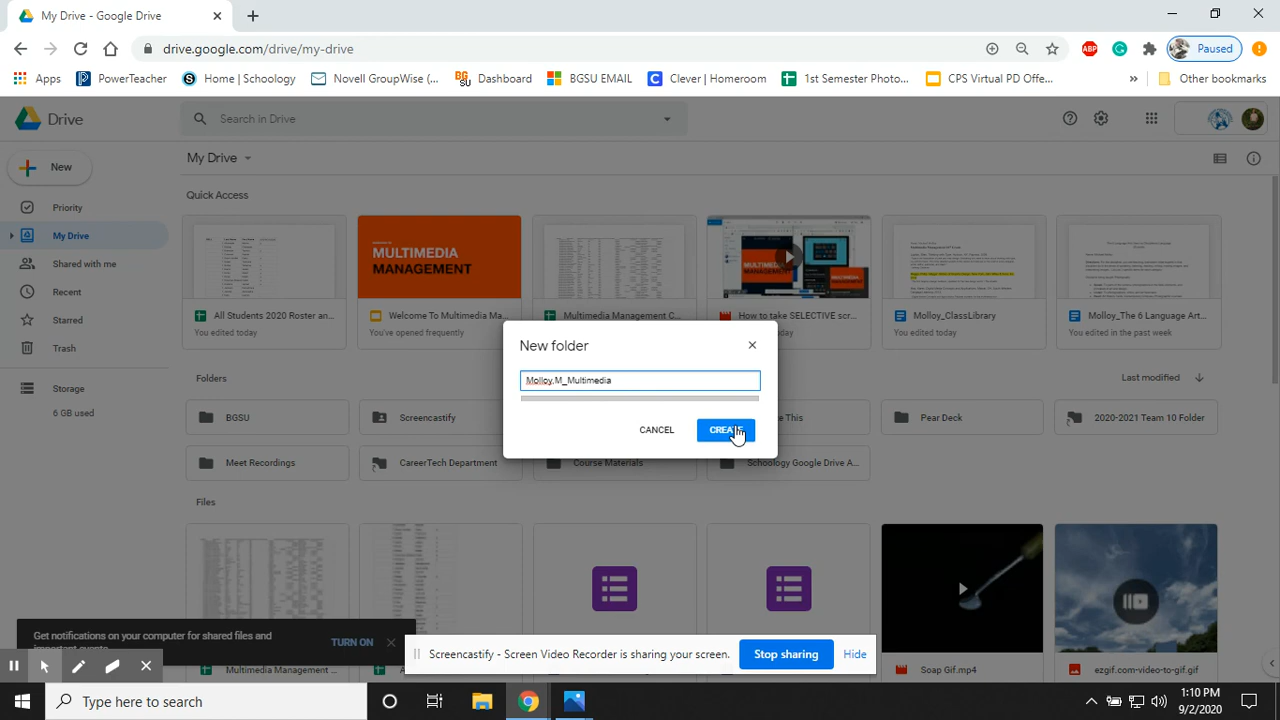 My Drive - Google Drive
drive.google.com/drive/my-drive
ABP
Paused
Apps
PowerTeacher
Home | Schoology
Novell GroupWise (...
Dashboard
BGSU EMAIL
Clever | Homeroom
1st Semester Photo...
CPS Virtual PD Offe...
»
Other bookmarks
Drive
Search in Drive
New
My Drive
Priority
My Drive
Shared with me
Recent
Starred
Trash
Storage
6 GB used
Quick Access
MULTIMEDIA
MANAGEMENT
All Students 2020 Roster an...
You edited today
Welcome To Multimedia Ma...
You've opened frequently
Multimedia Management C...
How to take SELECTIVE scr...
Molloy_ClassLibrary
You edited today
Molloy_The 6 Language Art...
You edited in the past week
New folder
Molloy.M_Multimedia
CANCEL
Folders
Last modified
BGSU
Screencastify
Pear Deck
2020-2021 Team 10 Folder
Meet Recordings
CareerTech Department
Course Materials
Schoology Google Drive A...
Files
Get notifications on your computer for shared files and
important events
TURN ON
Multimedia Management ...
Soap Gif.mp4
ezgif.com-video-to-gif.gif
Screencastify - Screen Video Recorder is sharing your screen.
Stop sharing
Hide
Type here to search
1:10 PM
9/2/2020